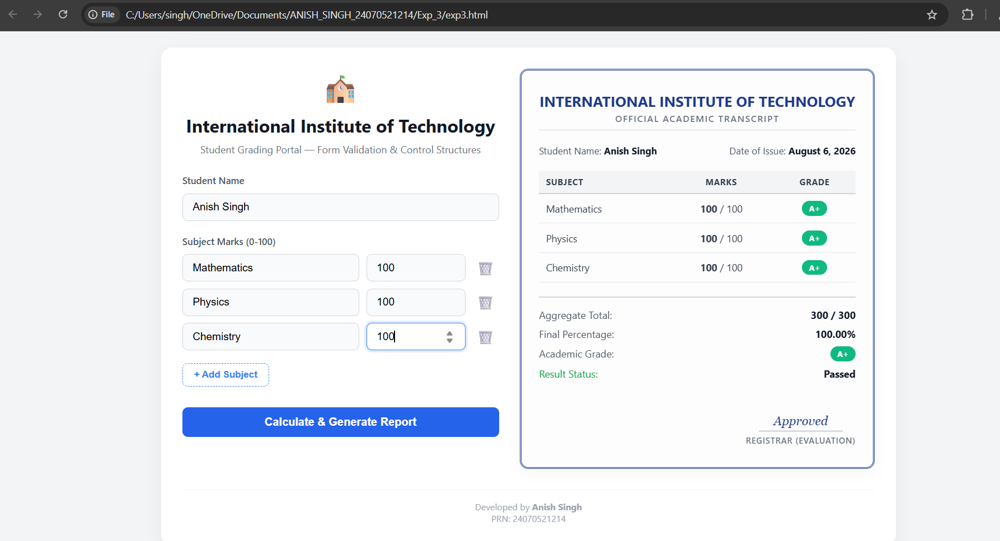 File C:/Users/singh/OneDrive/Documents/ANISH_SINGH_24070521214/Exp_3/exp3.html
International Institute of Technology
Student Grading Portal — Form Validation & Control Structures
Student Name
Anish Singh
Subject Marks (0-100)
Mathematics 100
Physics 100
Chemistry 100
+ Add Subject
Calculate & Generate Report
INTERNATIONAL INSTITUTE OF TECHNOLOGY
OFFICIAL ACADEMIC TRANSCRIPT
Student Name: Anish Singh Date of Issue: August 6, 2026
SUBJECT MARKS GRADE
Mathematics 100 / 100 A+
Physics 100 / 100 A+
Chemistry 100 / 100 A+
Aggregate Total: 300 / 300
Final Percentage: 100.00%
Academic Grade: A+
Result Status: Passed
Approved
REGISTRAR (EVALUATION)
Developed by Anish Singh
PRN: 24070521214